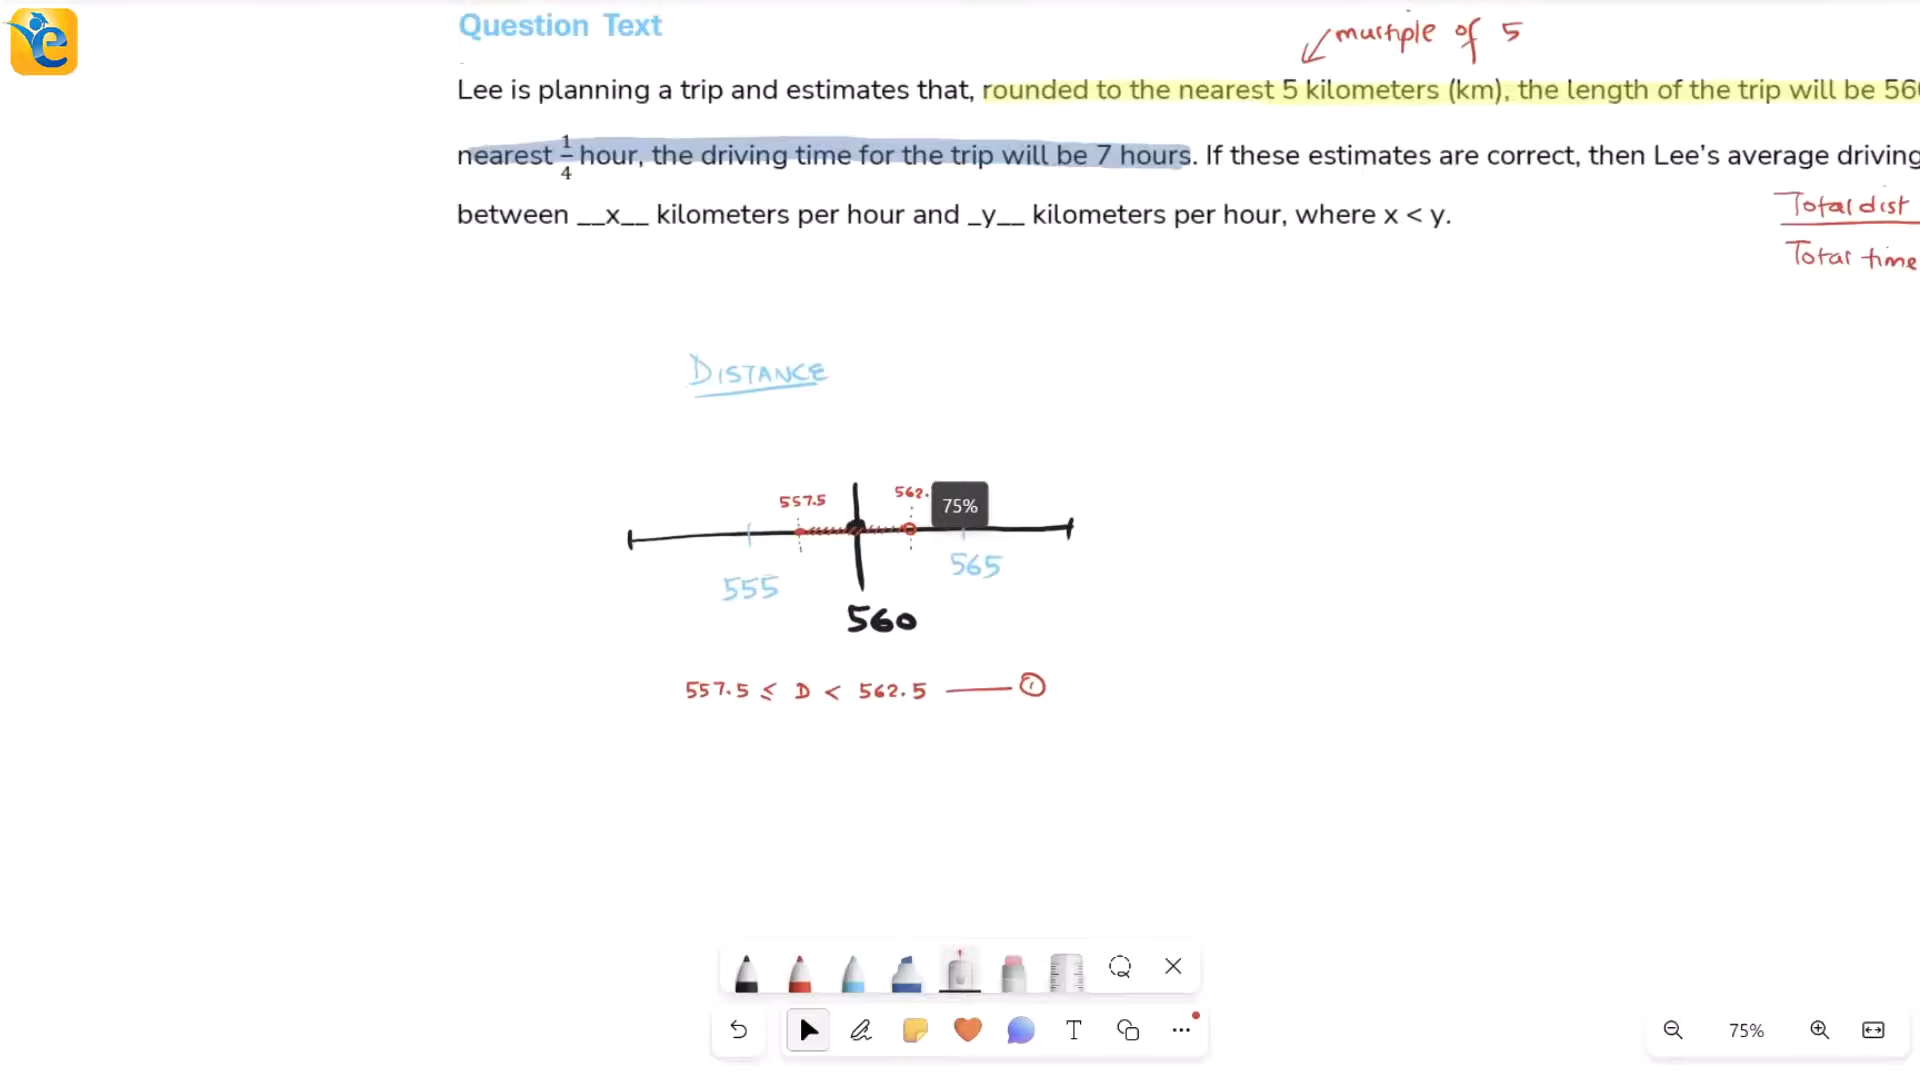 Question Text
multiple of 5
Lee is planning a trip and estimates that, rounded to the nearest 5 kilometers (km), the length of the trip will be 560
nearest 1/4 hour, the driving time for the trip will be 7 hours. If these estimates are correct, then Lee's average driving
between __x__ kilometers per hour and _y__ kilometers per hour, where x < y.
Total dist
Total time
DISTANCE
557.5
562.
75%
555
565
560
557.5 ≤ D < 562.5 —— ①
75%